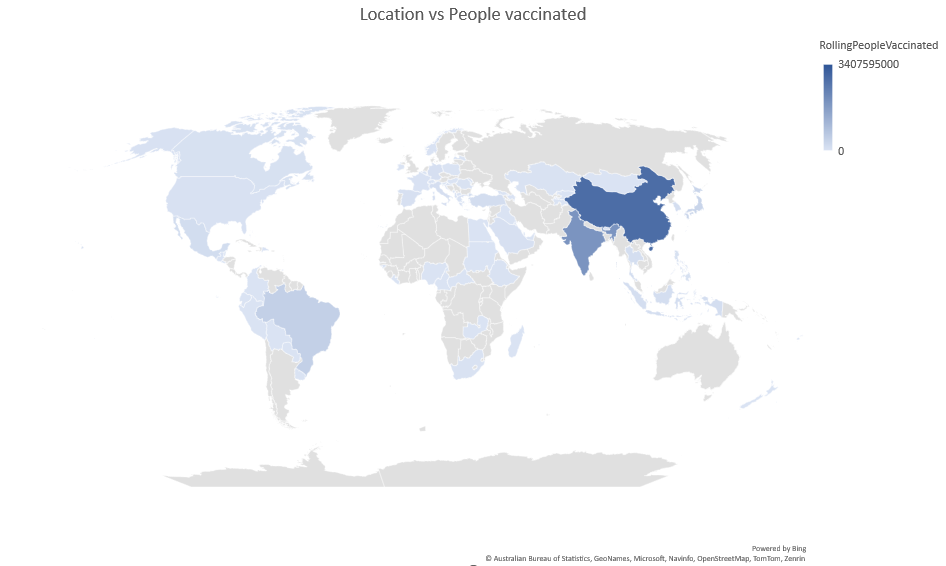 Location vs People vaccinated
RollingPeopleVaccinated
3407595000
0
Powered by Bing
© Australian Bureau of Statistics, GeoNames, Microsoft, Navinfo, OpenStreetMap, TomTom, Zenrin